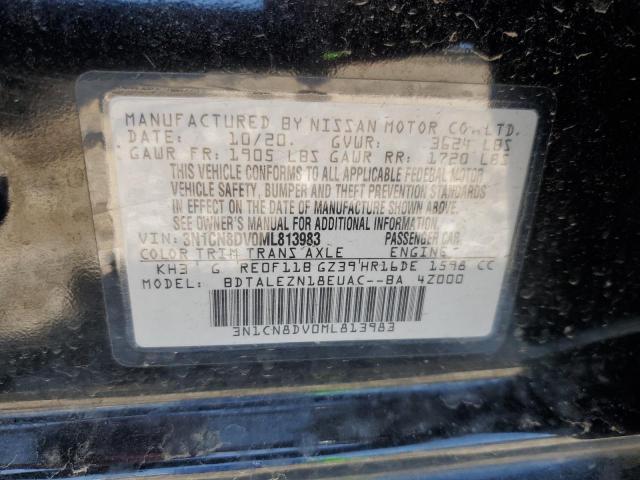 MANUFACTURED BY NISSAN MOTOR CO., LTD.
DATE: 10/20. GVWR: 3624 LBS
GAWR FR: 1905 LBS GAWR RR: 1720 LBS
THIS VEHICLE CONFORMS TO ALL APPLICABLE FEDERAL MOTOR
VEHICLE SAFETY, BUMPER AND THEFT PREVENTION STANDARDS
IN EFFECT ON THE DATE OF MANUFACTURE SHOWN ABOVE.
SEE OWNER'S MANUAL FOR ADDITIONAL INFORMATION.
VIN: 3N1CN8DV0ML813983 PASSENGER CAR
COLOR TRIM TRANS AXLE ENGINE
KH3 G RE0F11B GZ39 HR16DE 1598 CC
MODEL: BDTALEZN18EUAC--BA 4Z000
3N1CN8DV0ML813983